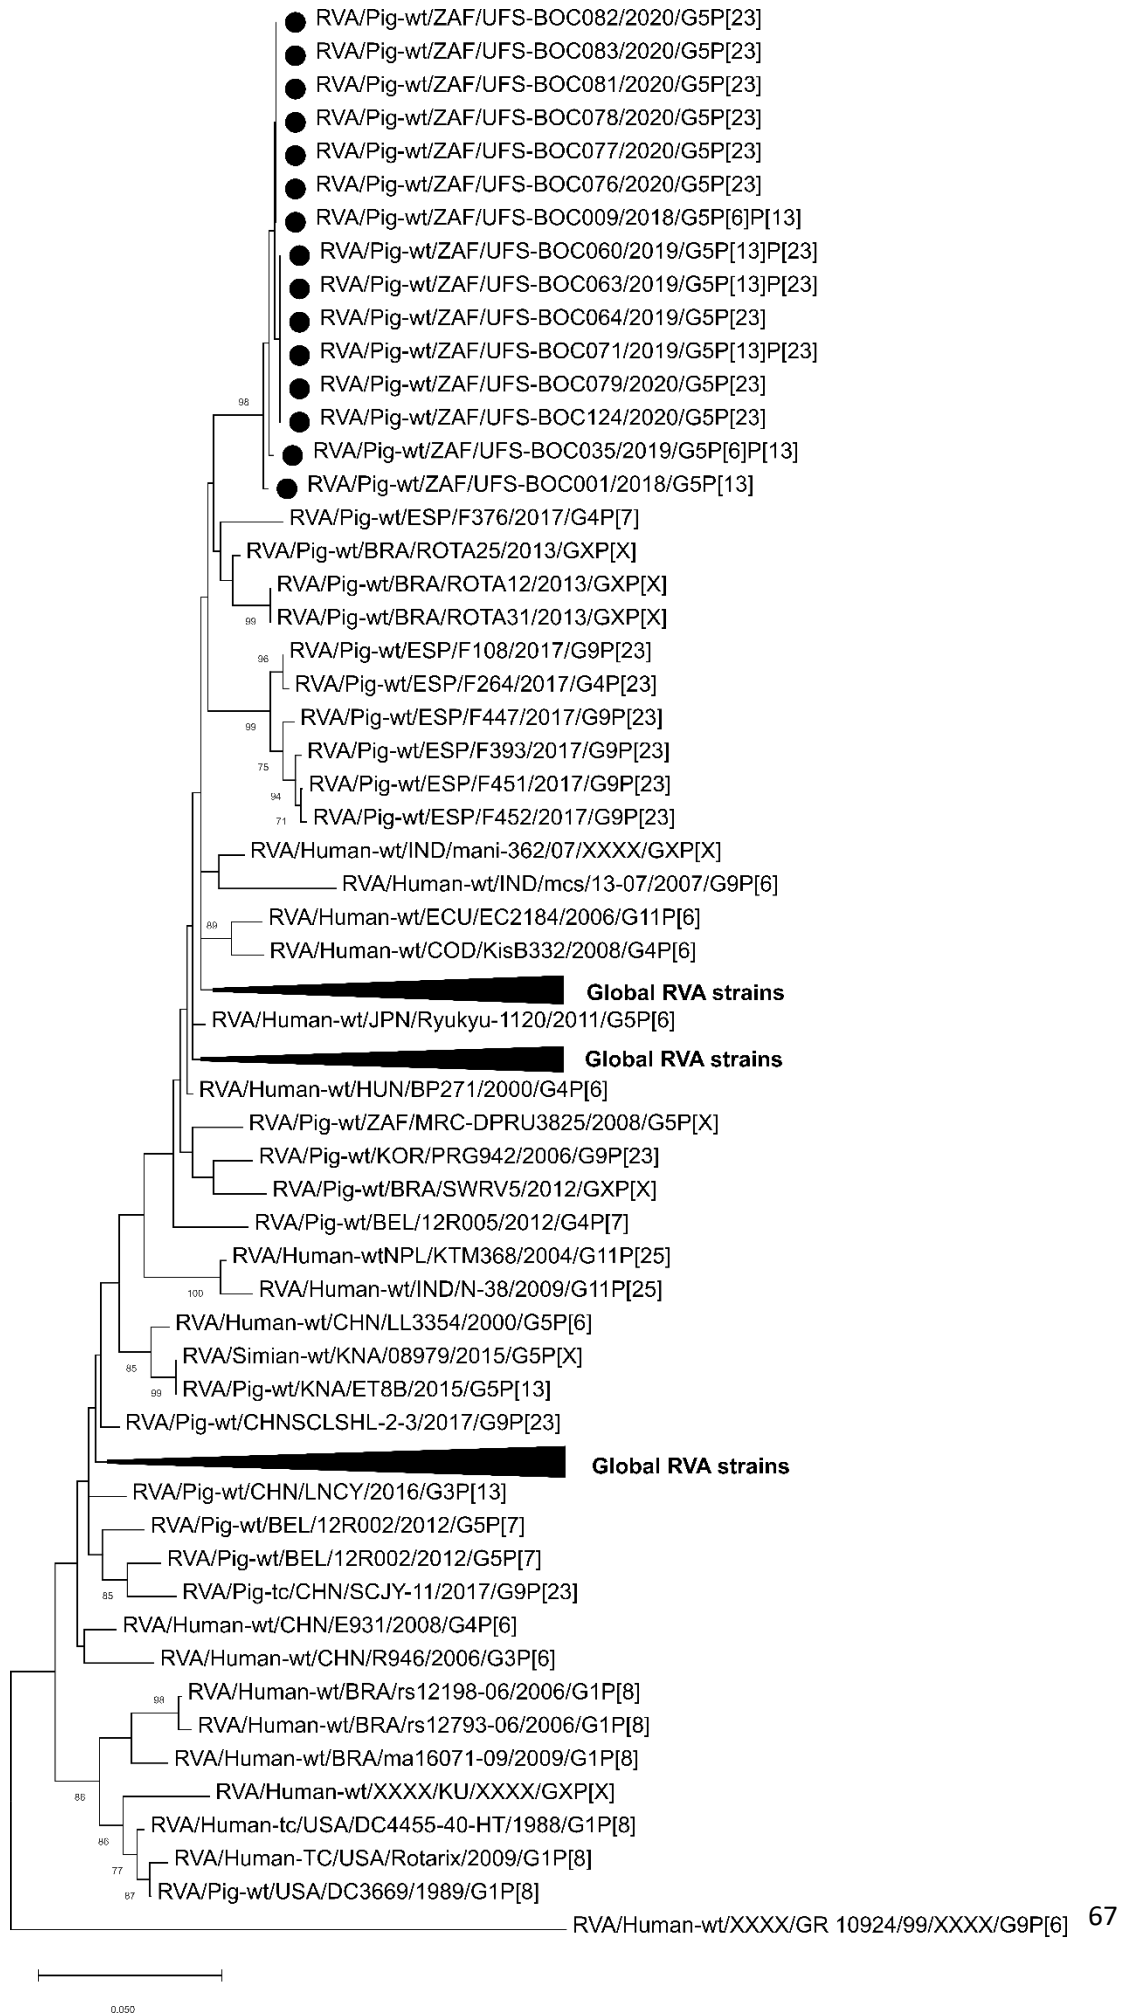 RVA/Pig-wt/ZAF/UFS-BOC082/2020/G5P[23]
RVA/Pig-wt/ZAF/UFS-BOC083/2020/G5P[23]
RVA/Pig-wt/ZAF/UFS-BOC081/2020/G5P[23]
RVA/Pig-wt/ZAF/UFS-BOC078/2020/G5P[23]
RVA/Pig-wt/ZAF/UFS-BOC077/2020/G5P[23]
RVA/Pig-wt/ZAF/UFS-BOC076/2020/G5P[23]
RVA/Pig-wt/ZAF/UFS-BOC009/2018/G5P[6]P[13]
RVA/Pig-wt/ZAF/UFS-BOC060/2019/G5P[13]P[23]
RVA/Pig-wt/ZAF/UFS-BOC063/2019/G5P[13]P[23]
RVA/Pig-wt/ZAF/UFS-BOC064/2019/G5P[23]
RVA/Pig-wt/ZAF/UFS-BOC071/2019/G5P[13]P[23]
RVA/Pig-wt/ZAF/UFS-BOC079/2020/G5P[23]
98
RVA/Pig-wt/ZAF/UFS-BOC124/2020/G5P[23]
RVA/Pig-wt/ZAF/UFS-BOC035/2019/G5P[6]P[13]
RVA/Pig-wt/ZAF/UFS-BOC001/2018/G5P[13]
RVA/Pig-wt/ESP/F376/2017/G4P[7]
RVA/Pig-wt/BRA/ROTA25/2013/GXP[X]
RVA/Pig-wt/BRA/ROTA12/2013/GXP[X]
99 RVA/Pig-wt/BRA/ROTA31/2013/GXP[X]
96 RVA/Pig-wt/ESP/F108/2017/G9P[23]
RVA/Pig-wt/ESP/F264/2017/G4P[23]
99 RVA/Pig-wt/ESP/F447/2017/G9P[23]
75 RVA/Pig-wt/ESP/F393/2017/G9P[23]
94 RVA/Pig-wt/ESP/F451/2017/G9P[23]
71 RVA/Pig-wt/ESP/F452/2017/G9P[23]
RVA/Human-wt/IND/mani-362/07/XXXX/GXP[X]
RVA/Human-wt/IND/mcs/13-07/2007/G9P[6]
89 RVA/Human-wt/ECU/EC2184/2006/G11P[6]
RVA/Human-wt/COD/KisB332/2008/G4P[6]
Global RVA strains
RVA/Human-wt/JPN/Ryukyu-1120/2011/G5P[6]
Global RVA strains
RVA/Human-wt/HUN/BP271/2000/G4P[6]
RVA/Pig-wt/ZAF/MRC-DPRU3825/2008/G5P[X]
RVA/Pig-wt/KOR/PRG942/2006/G9P[23]
RVA/Pig-wt/BRA/SWRV5/2012/GXP[X]
RVA/Pig-wt/BEL/12R005/2012/G4P[7]
RVA/Human-wtNPL/KTM368/2004/G11P[25]
100 RVA/Human-wt/IND/N-38/2009/G11P[25]
RVA/Human-wt/CHN/LL3354/2000/G5P[6]
85 RVA/Simian-wt/KNA/08979/2015/G5P[X]
99 RVA/Pig-wt/KNA/ET8B/2015/G5P[13]
RVA/Pig-wt/CHNSCLSHL-2-3/2017/G9P[23]
Global RVA strains
RVA/Pig-wt/CHN/LNCY/2016/G3P[13]
RVA/Pig-wt/BEL/12R002/2012/G5P[7]
RVA/Pig-wt/BEL/12R002/2012/G5P[7]
85 RVA/Pig-tc/CHN/SCJY-11/2017/G9P[23]
RVA/Human-wt/CHN/E931/2008/G4P[6]
RVA/Human-wt/CHN/R946/2006/G3P[6]
98 RVA/Human-wt/BRA/rs12198-06/2006/G1P[8]
RVA/Human-wt/BRA/rs12793-06/2006/G1P[8]
RVA/Human-wt/BRA/ma16071-09/2009/G1P[8]
86 RVA/Human-wt/XXXX/KU/XXXX/GXP[X]
86 RVA/Human-tc/USA/DC4455-40-HT/1988/G1P[8]
77 RVA/Human-TC/USA/Rotarix/2009/G1P[8]
87 RVA/Pig-wt/USA/DC3669/1989/G1P[8]
RVA/Human-wt/XXXX/GR 10924/99/XXXX/G9P[6] 67
0.050